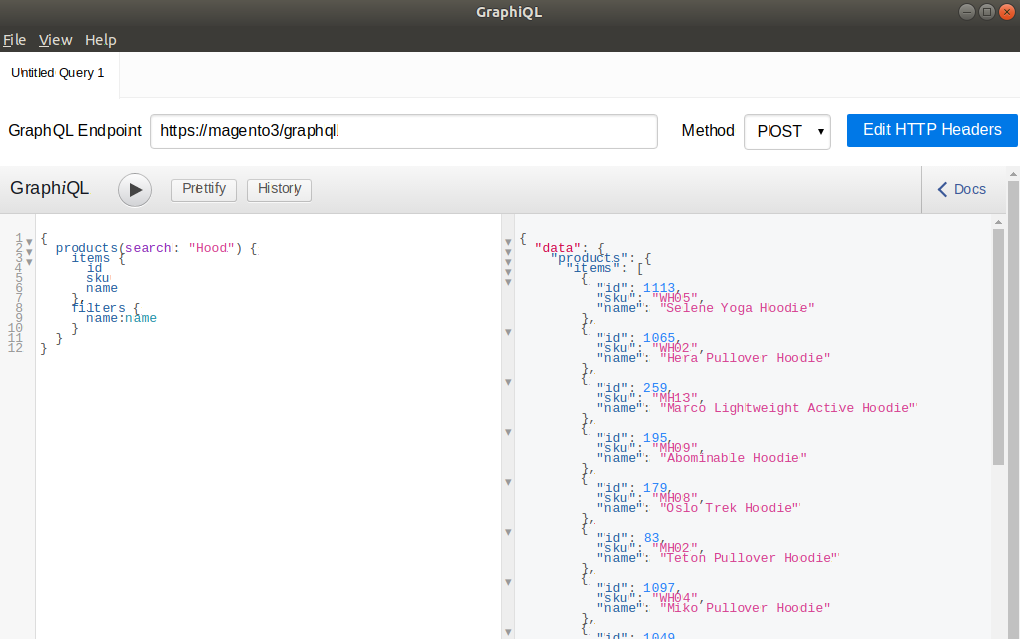 GraphiQL
File View Help
Untitled Query 1
GraphQL Endpoint https://magento3/graphql Method POST Edit HTTP Headers
GraphiQL Prettify History Docs
1 {
2 products(search: "Hood") {
3 items {
4 id
5 sku
6 name
7 },
8 filters {
9 name:name
10 }
11 }
12 }
{
"data": {
"products": {
"items": [
{
"id": 1113,
"sku": "WH05",
"name": "Selene Yoga Hoodie"
},
{
"id": 1065,
"sku": "WH02",
"name": "Hera Pullover Hoodie"
},
{
"id": 259,
"sku": "MH13",
"name": "Marco Lightweight Active Hoodie"
},
{
"id": 195,
"sku": "MH09",
"name": "Abominable Hoodie"
},
{
"id": 179,
"sku": "MH08",
"name": "Oslo Trek Hoodie"
},
{
"id": 83,
"sku": "MH02",
"name": "Teton Pullover Hoodie"
},
{
"id": 1097,
"sku": "WH04",
"name": "Miko Pullover Hoodie"
},
{
"id": 1049,